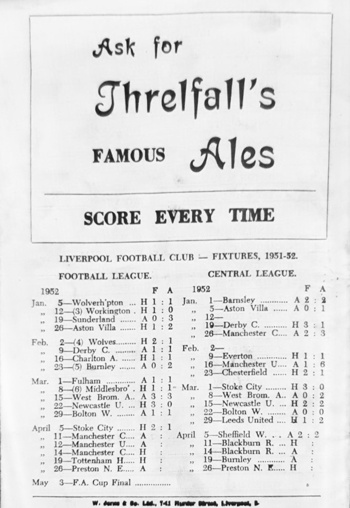 Ask for
Threlfall's
FAMOUS Ales
SCORE EVERY TIME
LIVERPOOL FOOTBALL CLUB — FIXTURES, 1951-52.
FOOTBALL LEAGUE.
1952 F A
Jan. 5—Wolverh'pton ... H 1 : 1
„ 12—(3) Workington . H 1 : 0
„ 19—Sunderland ...... A 0 : 3
„ 26—Aston Villa ...... H 1 : 2
Feb. 2—(4) Wolves ........ H 2 : 1
„ 9—Derby C. .......... A 1 : 1
„ 16—Charlton A. ...... H 1 : 1
„ 23—(5) Burnley ...... A 0 : 2
Mar. 1—Fulham ........... A 1 : 1
„ 8—(6) Middlesbro' . H 1 : 1
„ 15—West Brom. A.. A 3 : 3
„ 22—Newcastle U. ... H 3 : 0
„ 29—Bolton W. ........ A 1 : 1
April 5—Stoke City ........ H 2 : 1
„ 11—Manchester C.... A :
„ 12—Manchester U.... A :
„ 14—Manchester C.... H :
„ 19—Tottenham H..... H :
„ 26—Preston N. E..... A :
May 3—F.A. Cup Final ...............
CENTRAL LEAGUE.
1952 F A
Jan. 1—Barnsley ............ A 2 : 2
„ 5—Aston Villa ....... A 0 : 1
„ 12—
„ 19—Derby C. .......... H 3 : 1
„ 26—Manchester C.... A 2 : 3
Feb. 2—
„ 9—Everton ............ H 1 : 1
„ 16—Manchester U.... A 1 : 6
„ 23—Chesterfield ...... H 2 : 1
Mar. 1—Stoke City ........ H 3 : 0
„ 8—West Brom. A.. A 0 : 2
„ 15—Newcastle U. ... H 2 : 2
„ 22—Bolton W. ........ A 0 : 0
„ 29—Leeds United ... H 1 : 2
April 5—Sheffield W. . . A 2 : 2
„ 11—Blackburn R. ... H :
„ 14—Blackburn R. ... A :
„ 19—Burnley ........... A :
„ 26—Preston N. E..... H :
W. Jones & Co. Ltd., Street, Liverpool,